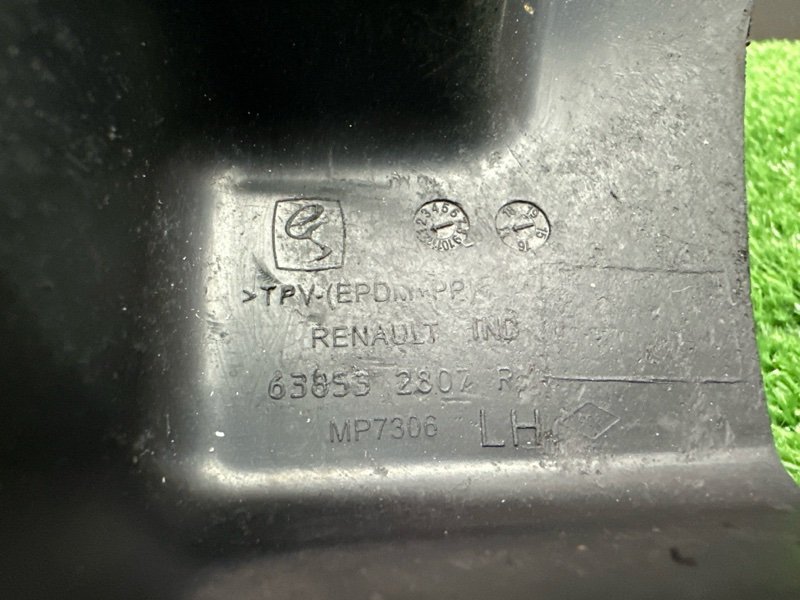 >TPV-(EPDM+PP)<
RENAULT IND
63853 2807 R
MP7306 LH